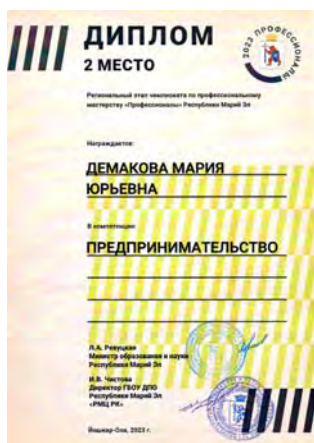 ДИПЛОМ
2 МЕСТО
2023 ПРОФЕССИОНАЛЫ
Региональный этап чемпионата по профессиональному
мастерству «Профессионалы» Республики Марий Эл
Награждается:
ДЕМАКОВА МАРИЯ
ЮРЬЕВНА
В компетенции:
ПРЕДПРИНИМАТЕЛЬСТВО
Л.А. Ревуцкая
Министр образования и науки
Республики Марий Эл
И.В. Чистова
Директор ГБОУ ДПО
Республики Марий Эл
«РМЦ РК»
Йошкар-Ола, 2023 г.